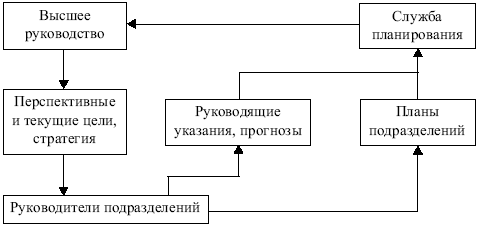 Высшее
руководство
Служба
планирования
Перспективные
и текущие цели,
стратегия
Руководящие
указания, прогнозы
Планы
подразделений
Руководители подразделений